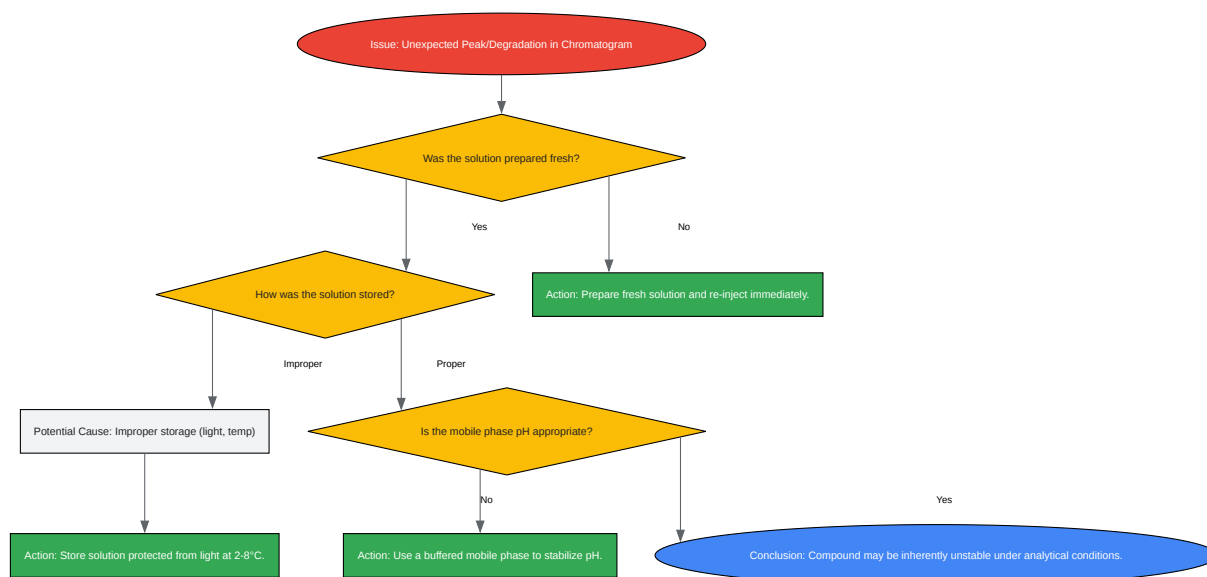 Issue: Unexpected Peak/Degradation in Chromatogram
Was the solution prepared fresh?
Yes
No
How was the solution stored?
Action: Prepare fresh solution and re-inject immediately.
Improper
Proper
Potential Cause: Improper storage (light, temp)
Is the mobile phase pH appropriate?
No
Yes
Action: Store solution protected from light at 2-8°C.
Action: Use a buffered mobile phase to stabilize pH.
Conclusion: Compound may be inherently unstable under analytical conditions.